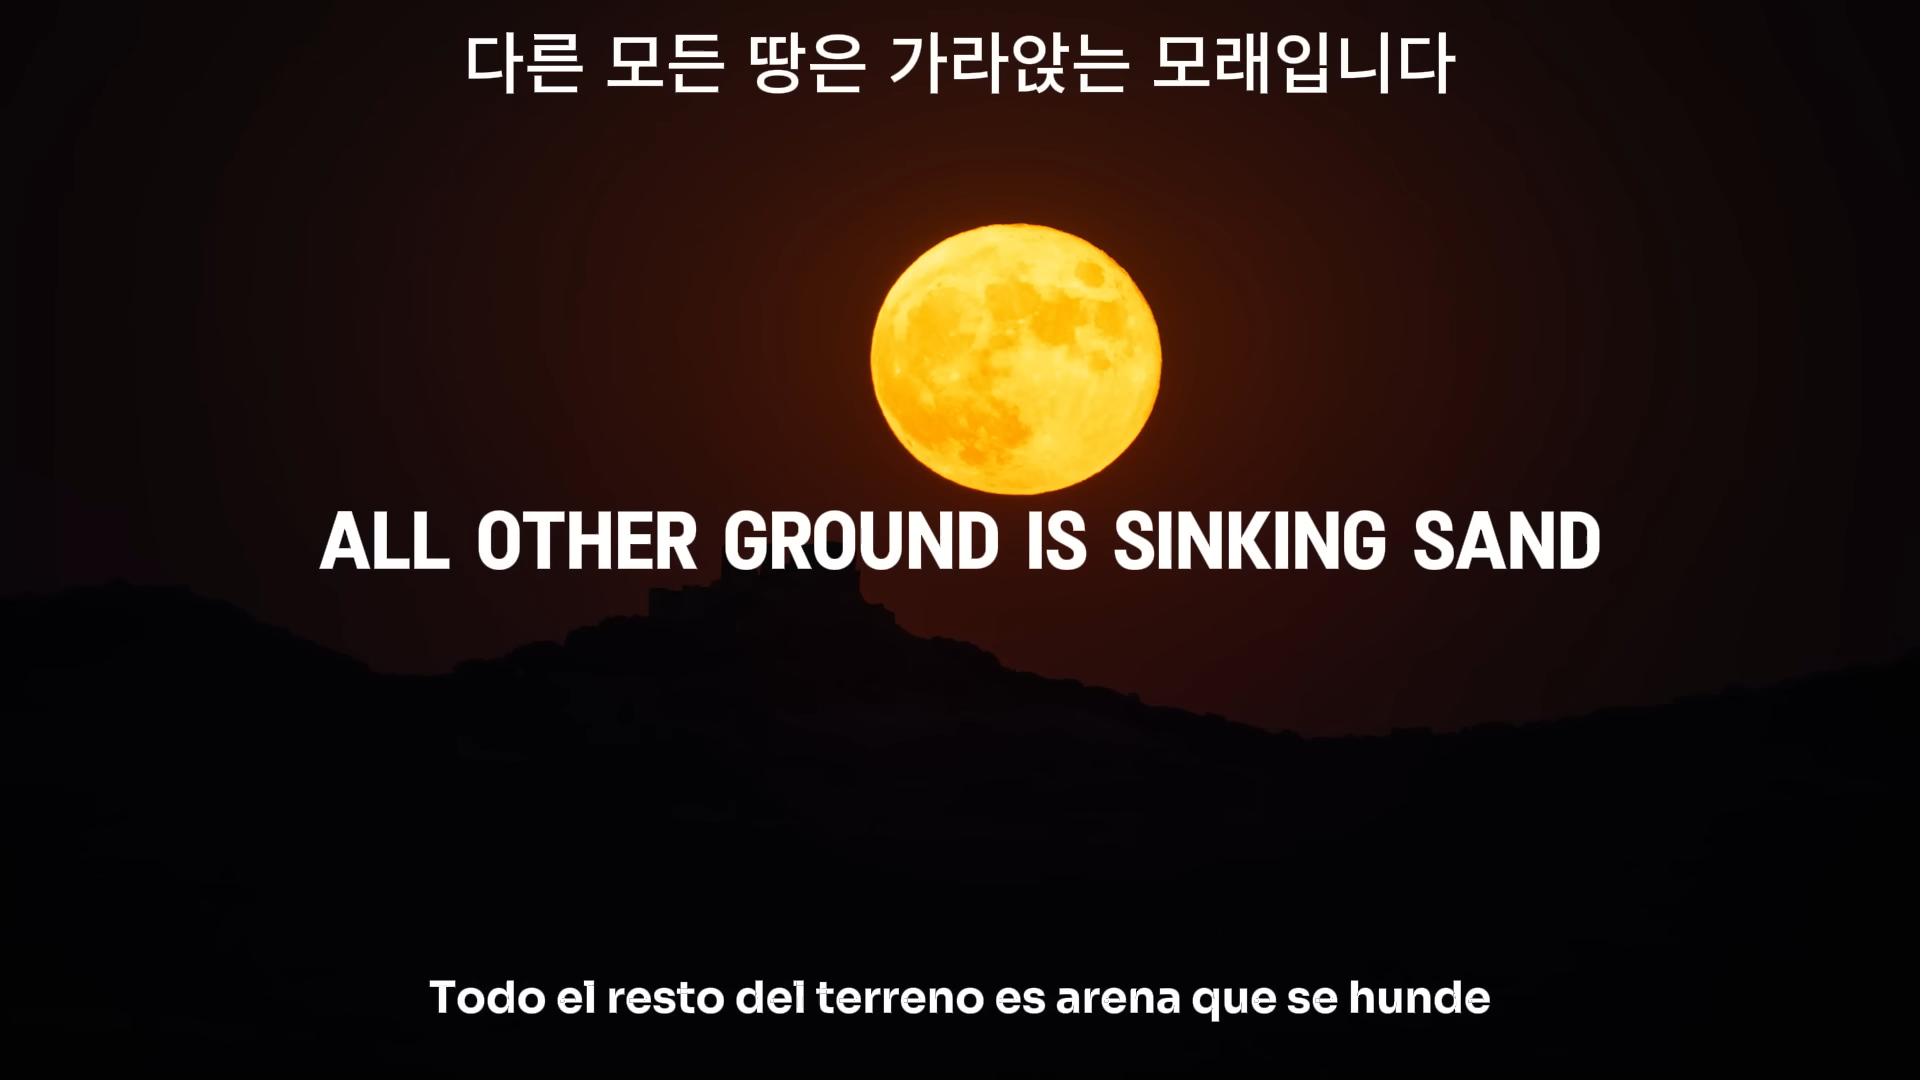 다른 모든 땅은 가라앉는 모래입니다
ALL OTHER GROUND IS SINKING SAND
Todo el resto del terreno es arena que se hunde